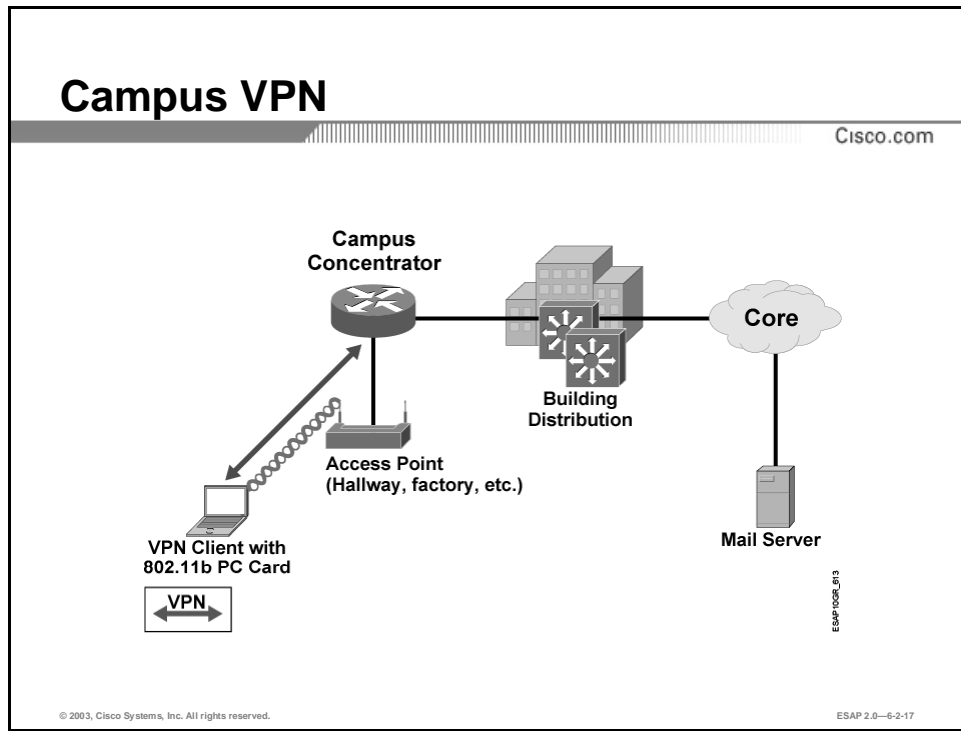 Campus VPN
Cisco.com
Campus
Concentrator
Core
Building
Distribution
Access Point
(Hallway, factory, etc.)
Mail Server
VPN Client with
802.11b PC Card
VPN
ESAP10GR_613
© 2003, Cisco Systems, Inc. All rights reserved.
ESAP 2.0—6-2-17